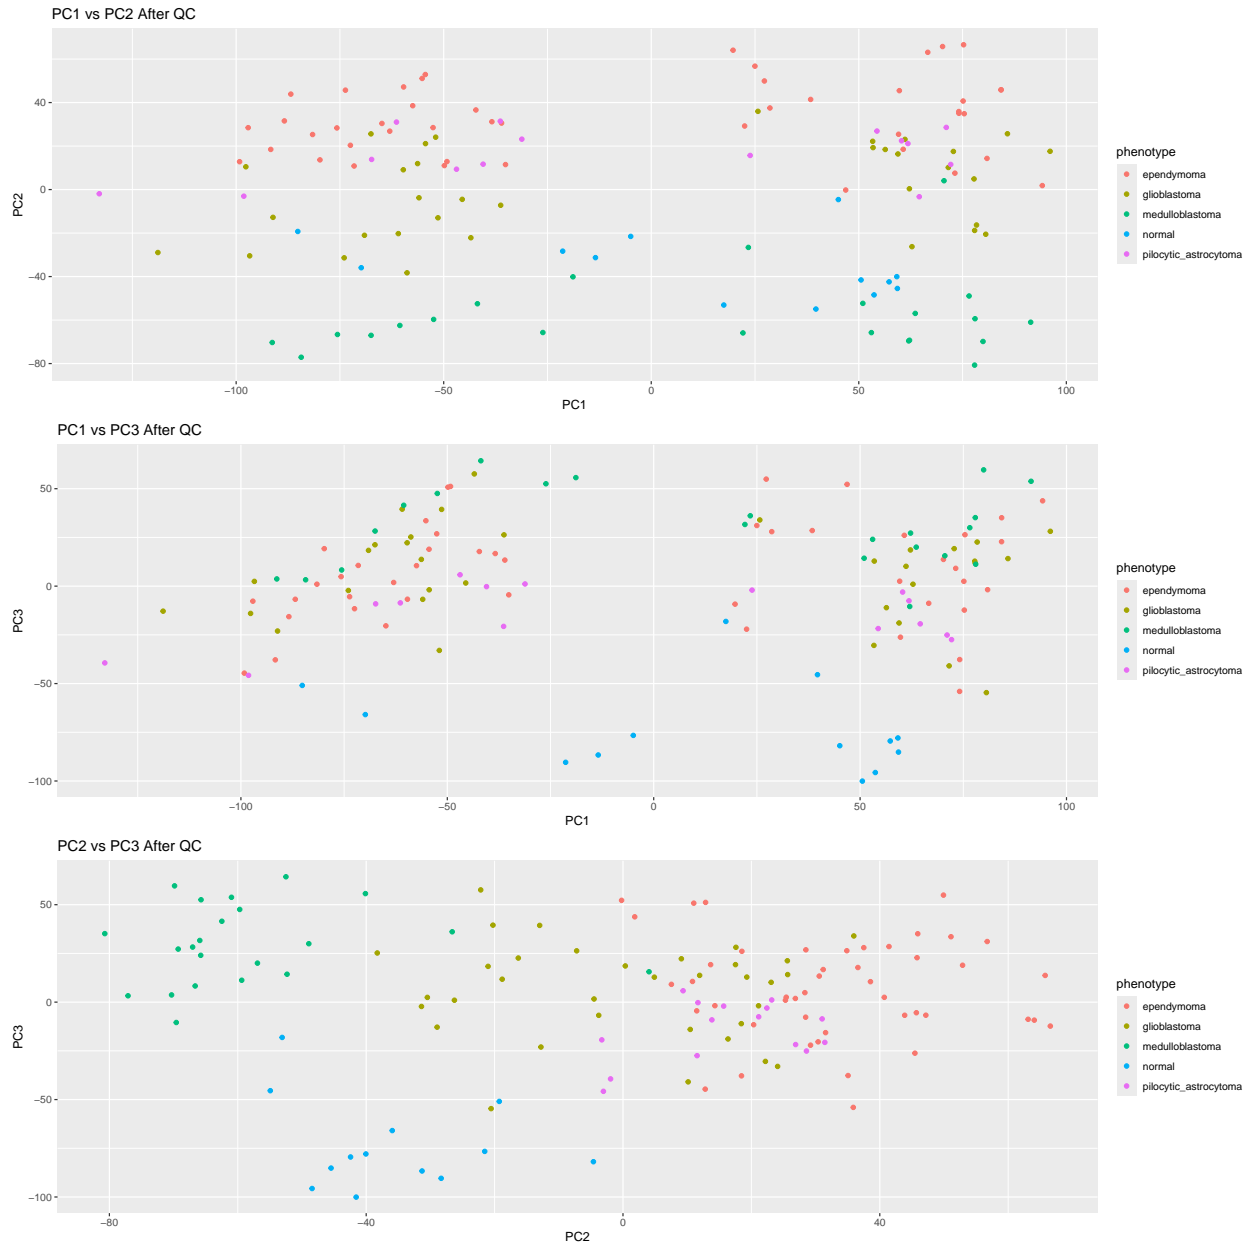 PC1 vs PC2 After QC
PC2
40
0
−40
−80
−100
−50
0
50
100
PC1
phenotype
ependymoma
glioblastoma
medulloblastoma
normal
pilocytic_astrocytoma
PC1 vs PC3 After QC
PC3
50
0
−50
−100
−100
−50
0
50
100
PC1
phenotype
ependymoma
glioblastoma
medulloblastoma
normal
pilocytic_astrocytoma
PC2 vs PC3 After QC
PC3
50
0
−50
−100
−80
−40
0
40
PC2
phenotype
ependymoma
glioblastoma
medulloblastoma
normal
pilocytic_astrocytoma